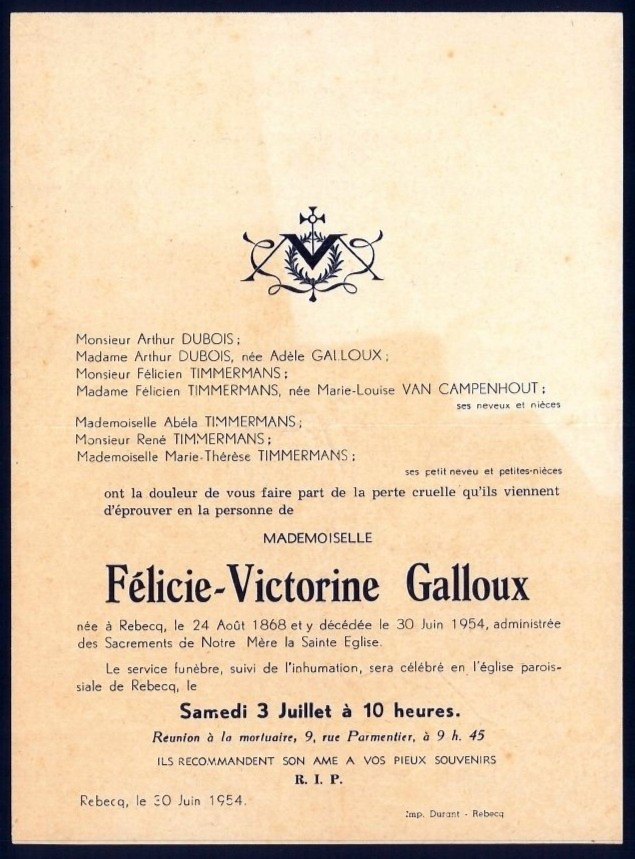 Monsieur Arthur DUBOIS ;
Madame Arthur DUBOIS, née Adèle GALLOUX ;
Monsieur Félicien TIMMERMANS ;
Madame Félicien TIMMERMANS, née Marie-Louise VAN CAMPENHOUT ;
ses neveux et nièces
Mademoiselle Abéla TIMMERMANS ;
Monsieur René TIMMERMANS ;
Mademoiselle Marie-Thérèse TIMMERMANS ;
ses petit neveu et petites-nièces
ont la douleur de vous faire part de la perte cruelle qu'ils viennent
d'éprouver en la personne de
MADEMOISELLE
Félicie-Victorine Galloux
née à Rebecq, le 24 Août 1868 et y décédée le 30 Juin 1954, administrée
des Sacrements de Notre Mère la Sainte Eglise.
Le service funèbre, suivi de l'inhumation, sera célébré en l'église parois-
siale de Rebecq, le
Samedi 3 Juillet à 10 heures.
Réunion à la mortuaire, 9, rue Parmentier, à 9 h. 45
ILS RECOMMANDENT SON AME A VOS PIEUX SOUVENIRS
R. I. P.
Rebecq, le 30 Juin 1954.
Imp. Durant - Rebecq